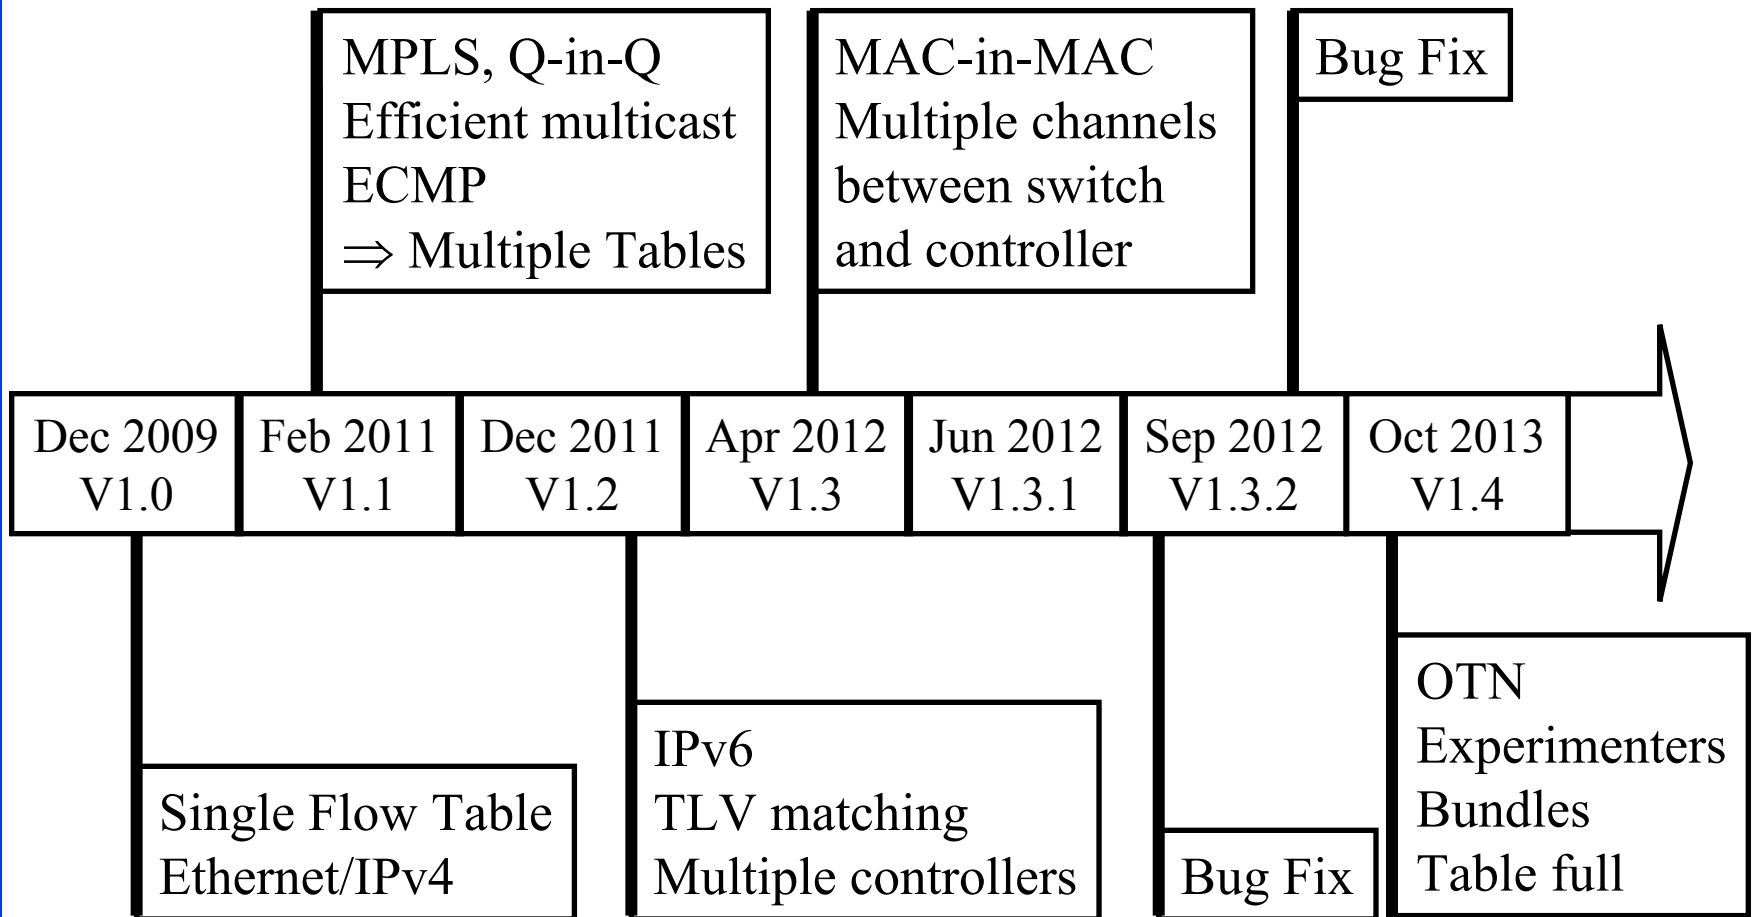 MPLS, Q-in-Q
Efficient multicast
ECMP
⇒ Multiple Tables
MAC-in-MAC
Multiple channels
between switch
and controller
Bug Fix
Dec 2009
V1.0
Feb 2011
V1.1
Dec 2011
V1.2
Apr 2012
V1.3
Jun 2012
V1.3.1
Sep 2012
V1.3.2
Oct 2013
V1.4
Single Flow Table
Ethernet/IPv4
IPv6
TLV matching
Multiple controllers
Bug Fix
OTN
Experimenters
Bundles
Table full